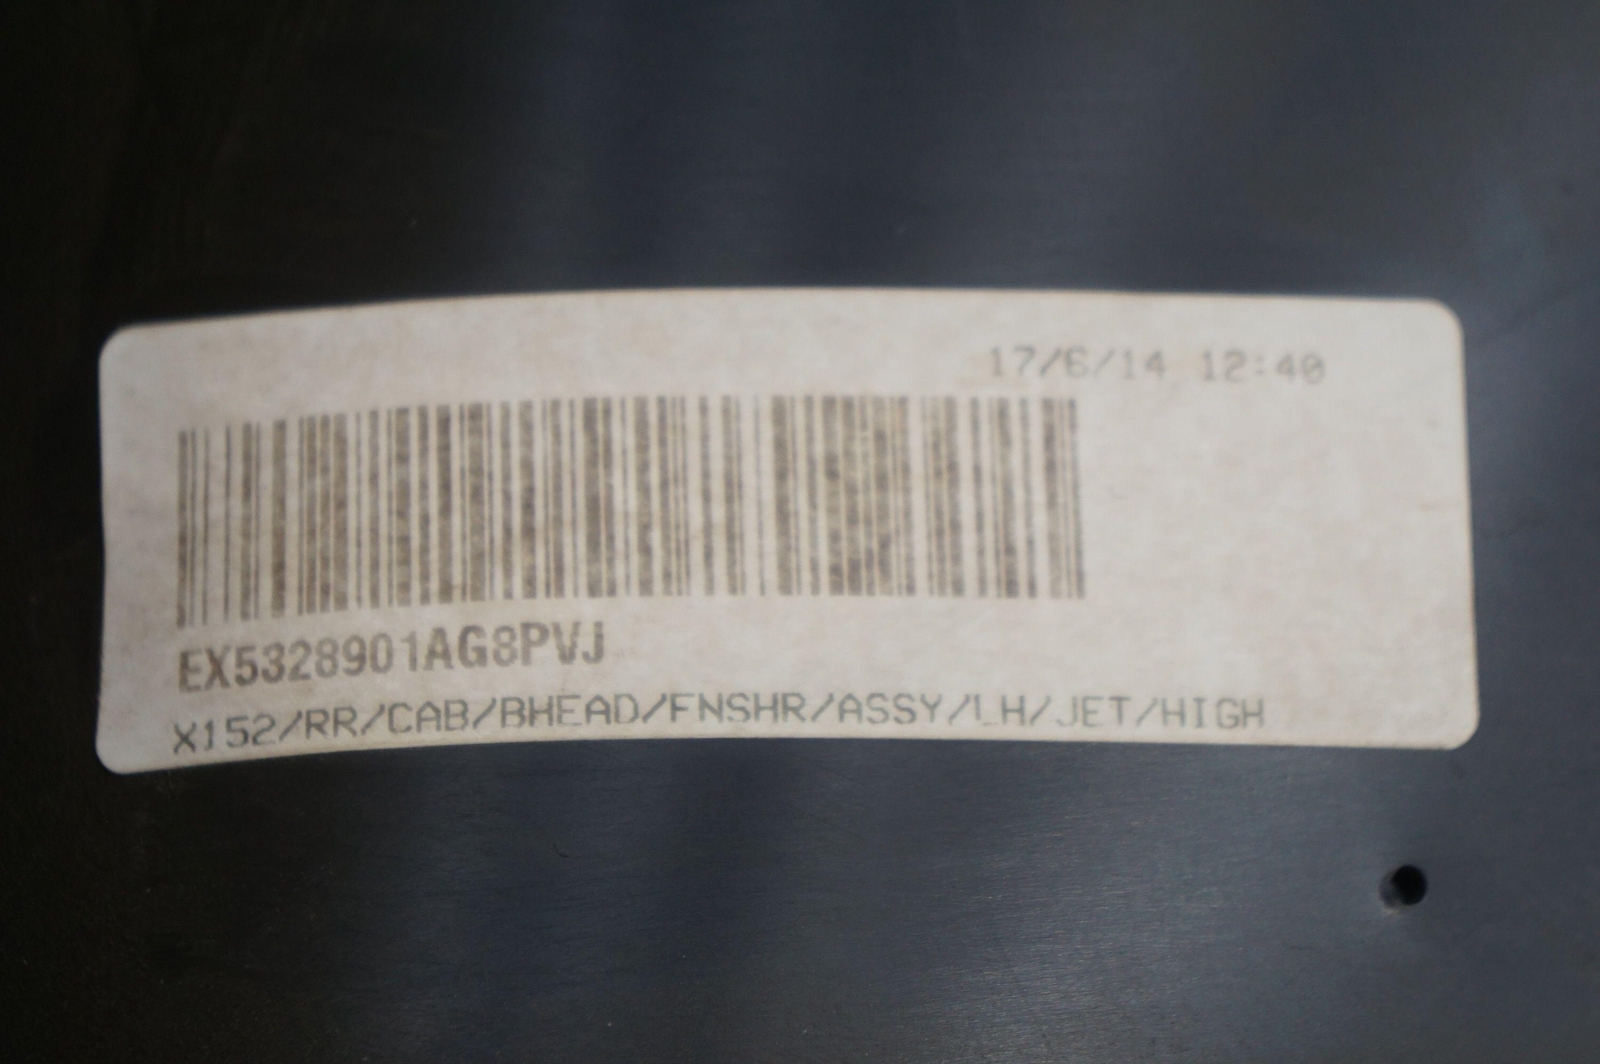 17/6/14 12:40
EX5328901AG8PVJ
X152/RR/CAB/BHEAD/FNSHR/ASSY/LH/JET/HIGH